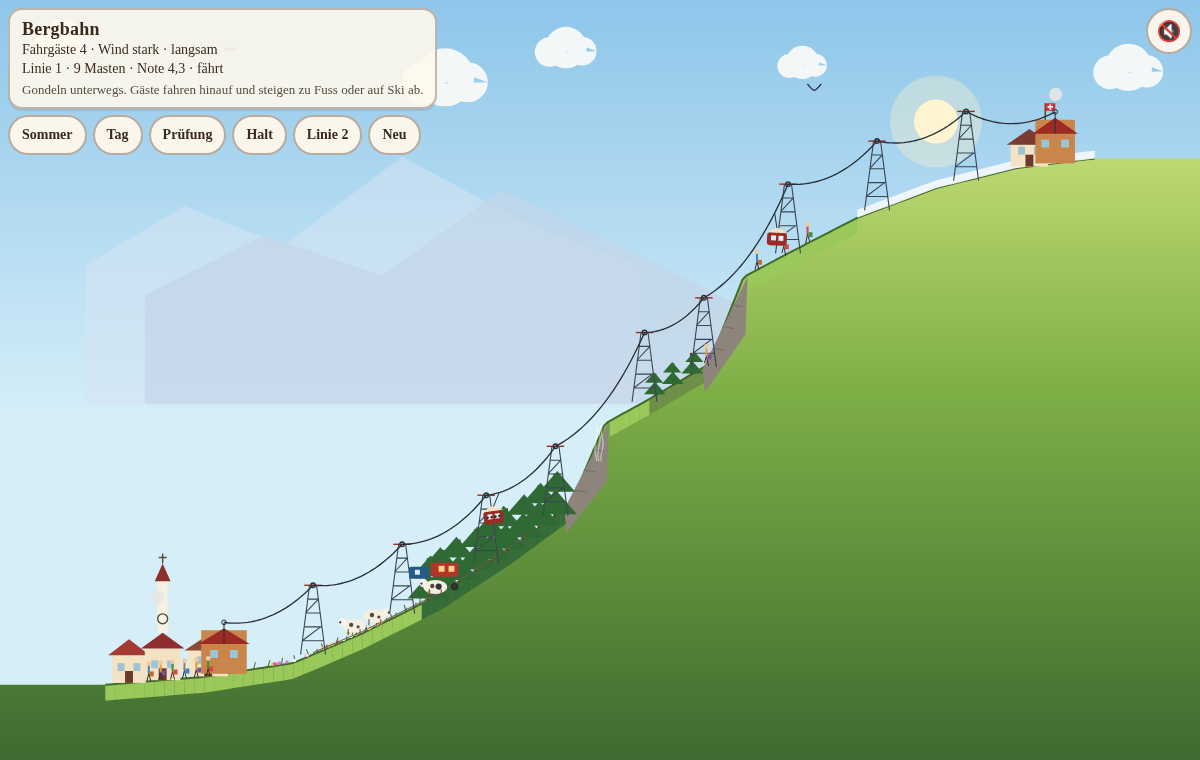 Bergbahn
Fahrgäste 4 · Wind stark · langsam
Linie 1 · 9 Masten · Note 4,3 · fährt
Gondeln unterwegs. Gäste fahren hinauf und steigen zu Fuss oder auf Ski ab.
Sommer Tag Prüfung Halt Linie 2 Neu